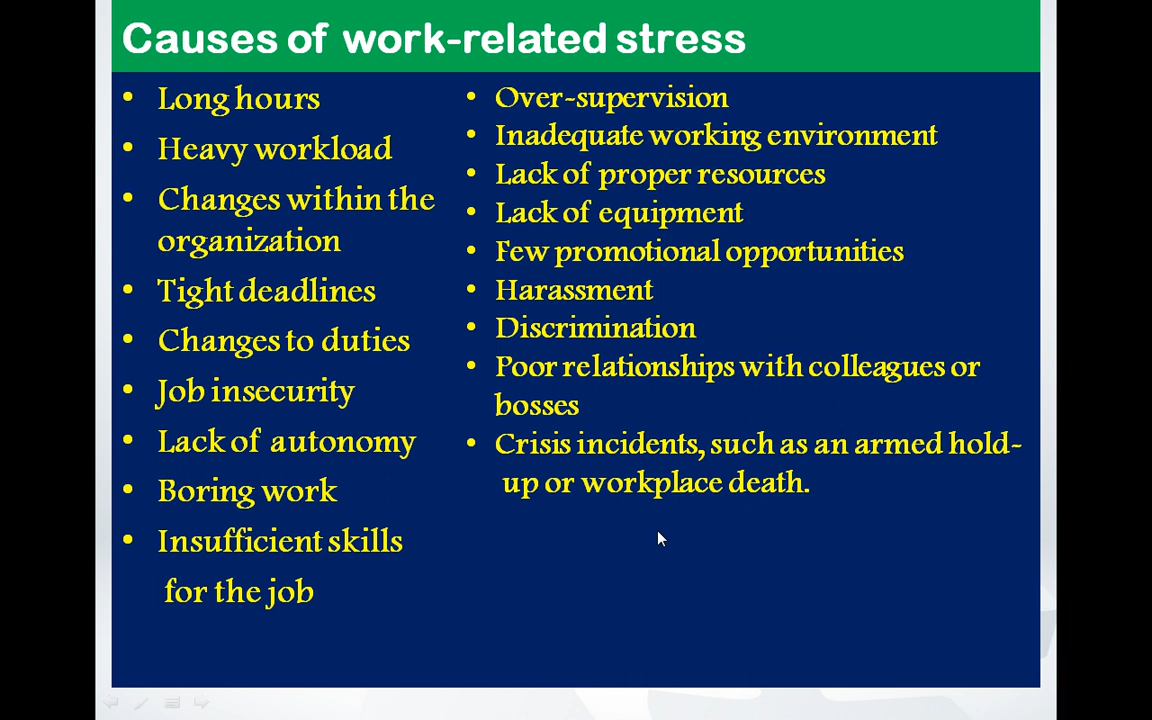 Causes of work-related stress
• Long hours
• Heavy workload
• Changes within the
organization
• Tight deadlines
• Changes to duties
• Job insecurity
• Lack of autonomy
• Boring work
• Insufficient skills
for the job
• Over-supervision
• Inadequate working environment
• Lack of proper resources
• Lack of equipment
• Few promotional opportunities
• Harassment
• Discrimination
• Poor relationships with colleagues or
bosses
• Crisis incidents, such as an armed hold-
up or workplace death.